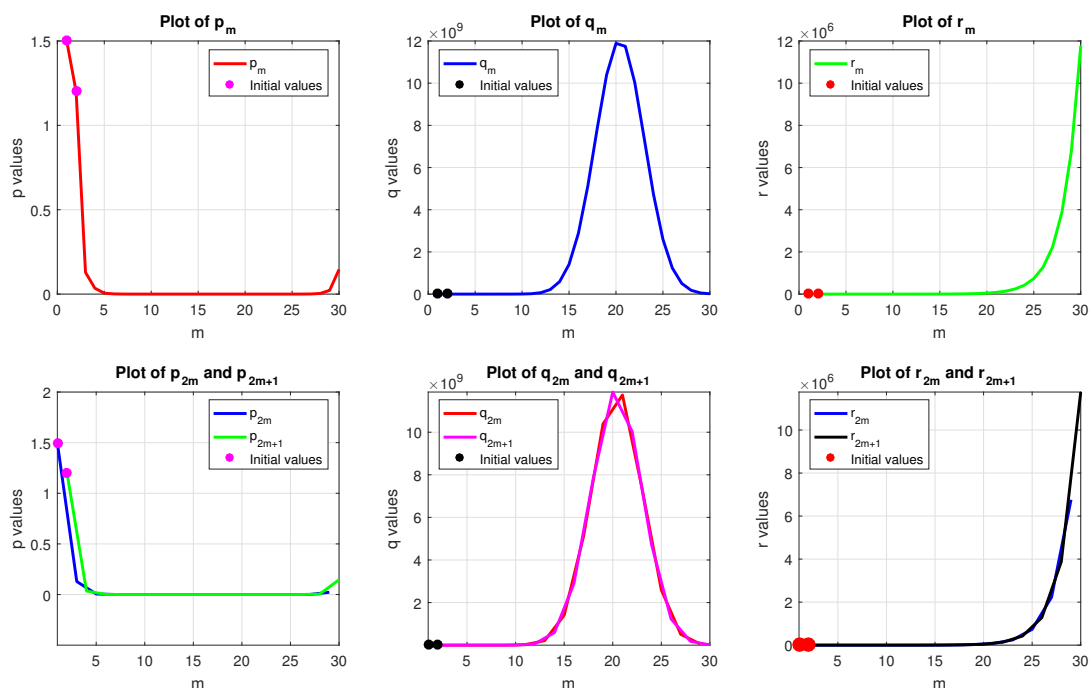 Plot of p_m
1.5
1
0.5
0
p values
0 5 10 15 20 25 30
m
p_m
Initial values
Plot of q_m
×10^9
12
10
8
6
4
2
0
q values
0 5 10 15 20 25 30
m
q_m
Initial values
Plot of r_m
×10^6
12
10
8
6
4
2
0
r values
0 5 10 15 20 25 30
m
r_m
Initial values
Plot of p_2m and p_2m+1
2
1.5
1
0.5
0
p values
5 10 15 20 25 30
m
p_2m
p_2m+1
Initial values
Plot of q_2m and q_2m+1
×10^9
10
8
6
4
2
q values
5 10 15 20 25 30
m
q_2m
q_2m+1
Initial values
Plot of r_2m and r_2m+1
×10^6
10
8
6
4
2
0
r values
5 10 15 20 25 30
m
r_2m
r_2m+1
Initial values